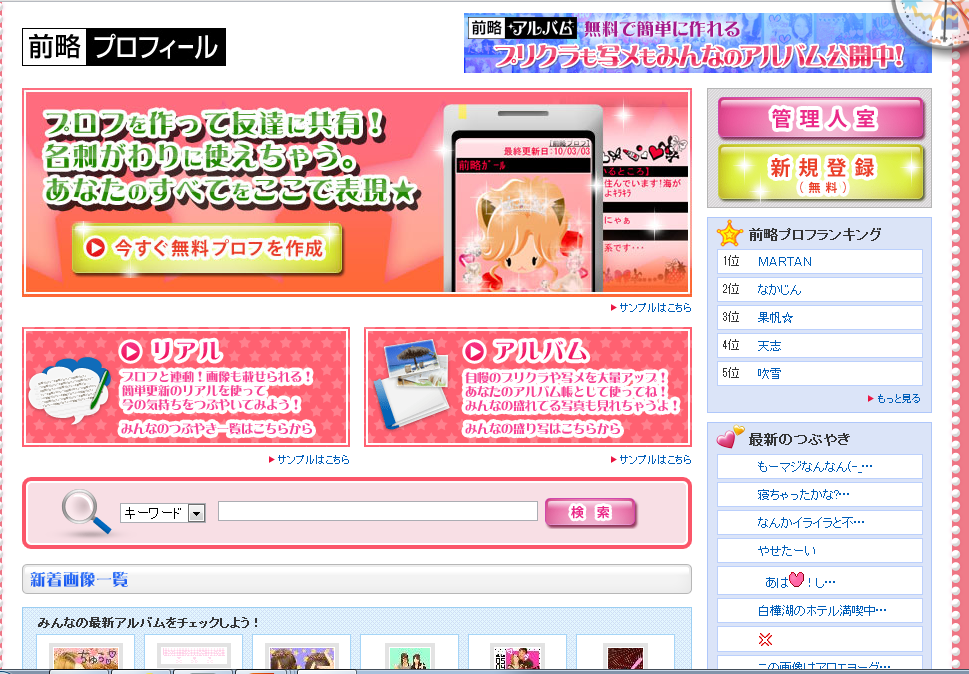 前略プロフィール
前略 アルバム 無料で簡単に作れる
プリクラも写メもみんなのアルバム公開中!
プロフを作って友達に共有!
名刺がわりに使えちゃう。
あなたのすべてをここで表現★
今すぐ無料プロフを作成
[前略プロフ]
最終更新日:10/03/03
前略ガール
るところ]
住んでいます!海が
よキラキラ
にゃぁ
系です…
サンプルはこちら
管理人室
新規登録
(無料)
前略プロフランキング
1位 MARTAN
2位 なかじん
3位 果帆☆
4位 天志
5位 吹雪
もっと見る
リアル
プロフと連動!画像も載せられる!
簡単更新のリアルを使って、
今の気持ちをつぶやいてみよう!
みんなのつぶやき一覧はこちらから
サンプルはこちら
アルバム
自慢のプリクラや写メを大量アップ!
あなたのアルバム帳として使ってね!
みんなの盛れてる写真も見れちゃうよ!
みんなの盛り写はこちらから
サンプルはこちら
最新のつぶやき
もーマジなんなん(-_…
寝ちゃったかな?…
なんかイライラと不…
やせたーい
あは!し…
白樺湖のホテル満喫中…
この画像はアロエヨーグ…
キーワード
検索
新着画像一覧
みんなの最新アルバムをチェックしよう!
ちゅう